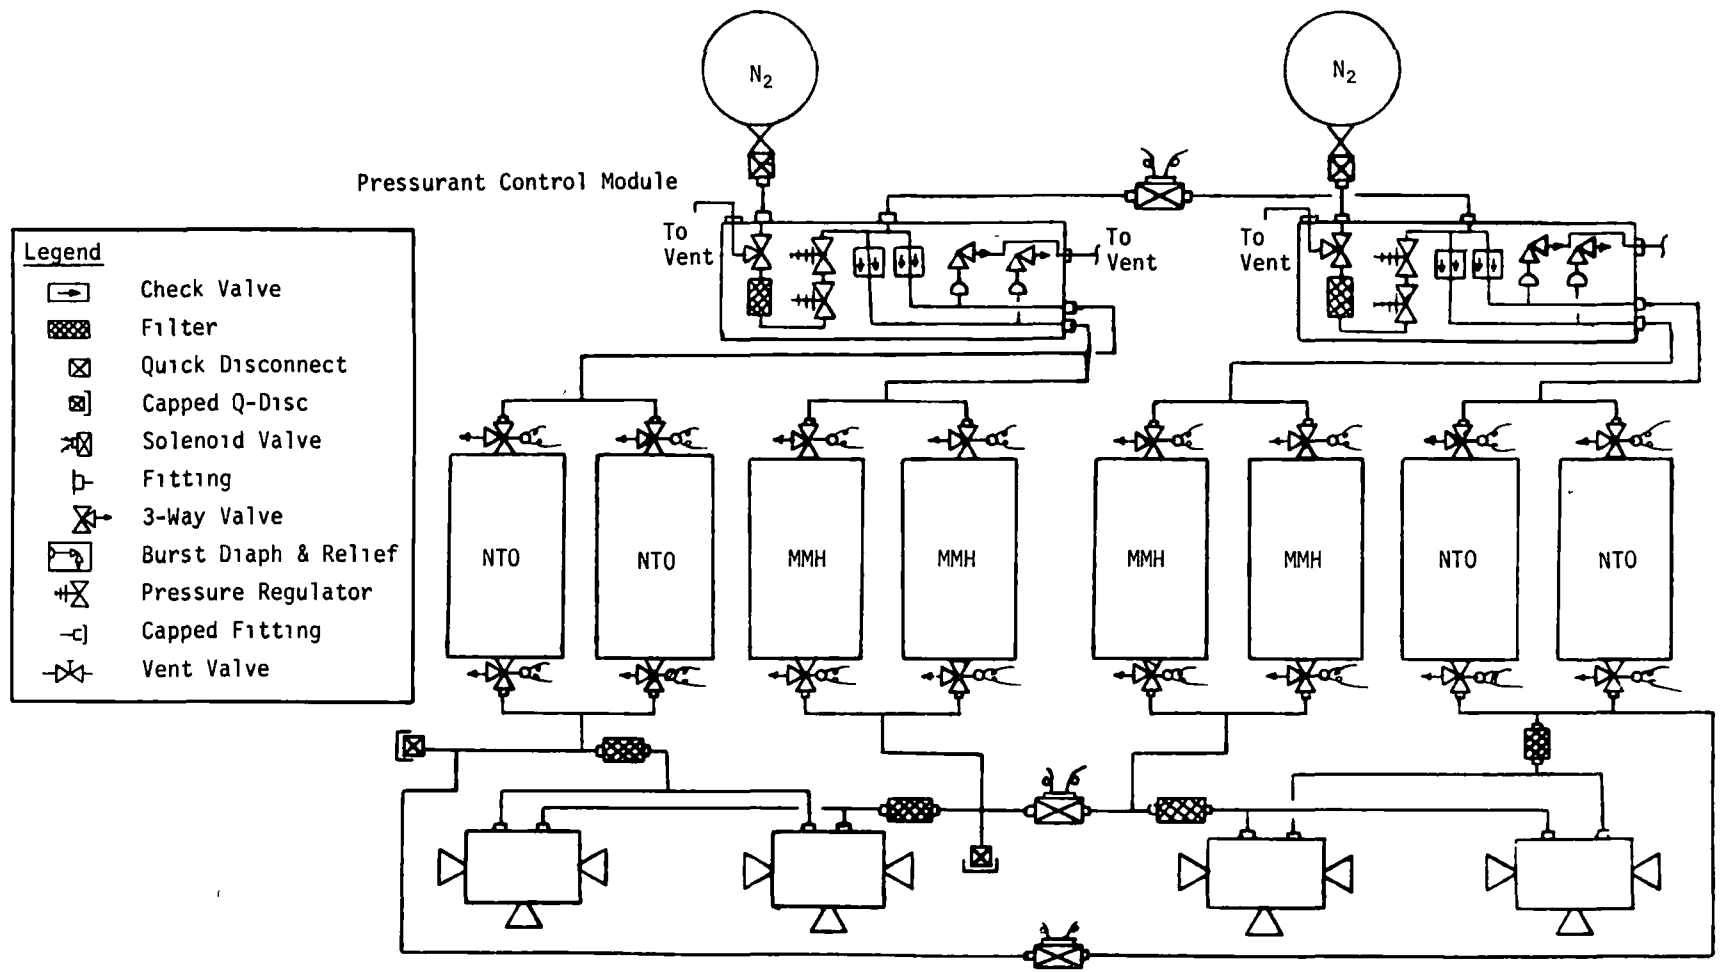 N2
N2
Pressurant Control Module
To
Vent
To
Vent
To
Vent
Legend
Check Valve
Filter
Quick Disconnect
Capped Q-Disc
Solenoid Valve
Fitting
3-Way Valve
Burst Diaph & Relief
Pressure Regulator
Capped Fitting
Vent Valve
NTO
NTO
MMH
MMH
MMH
MMH
NTO
NTO